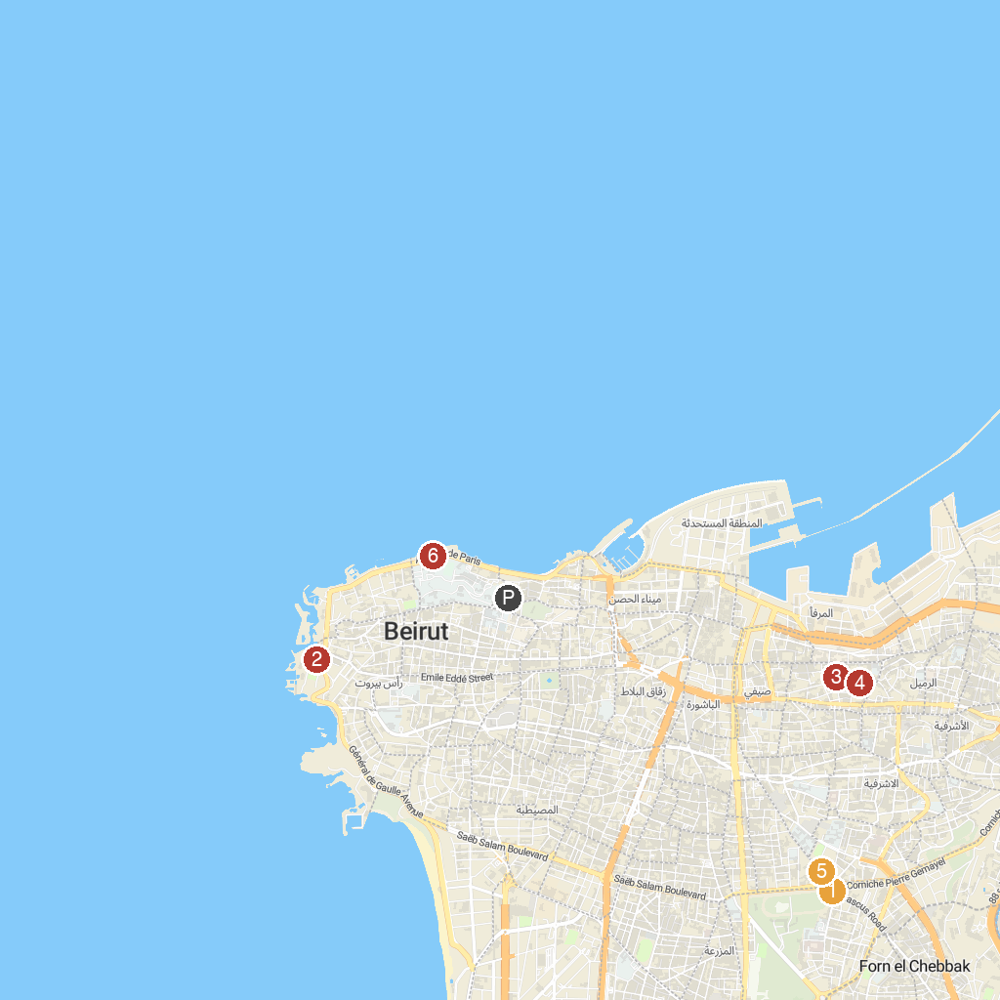 المنطقة المستحدثة
6
de Paris
P
ميناء الحصن
المرفأ
Beirut
2
3
4
رأس بيروت
Emile Eddé Street
زقاق البلاط
صيفي
الرميل
الباشورة
الأشرفية
Général de Gaulle Avenue
الاشرفية
المصيطبة
Corniche
Saëb Salam Boulevard
5
1
Corniche Pierre Gemayel
Saëb Salam Boulevard
ascus Road
88
المزرعة
Forn el Chebbak